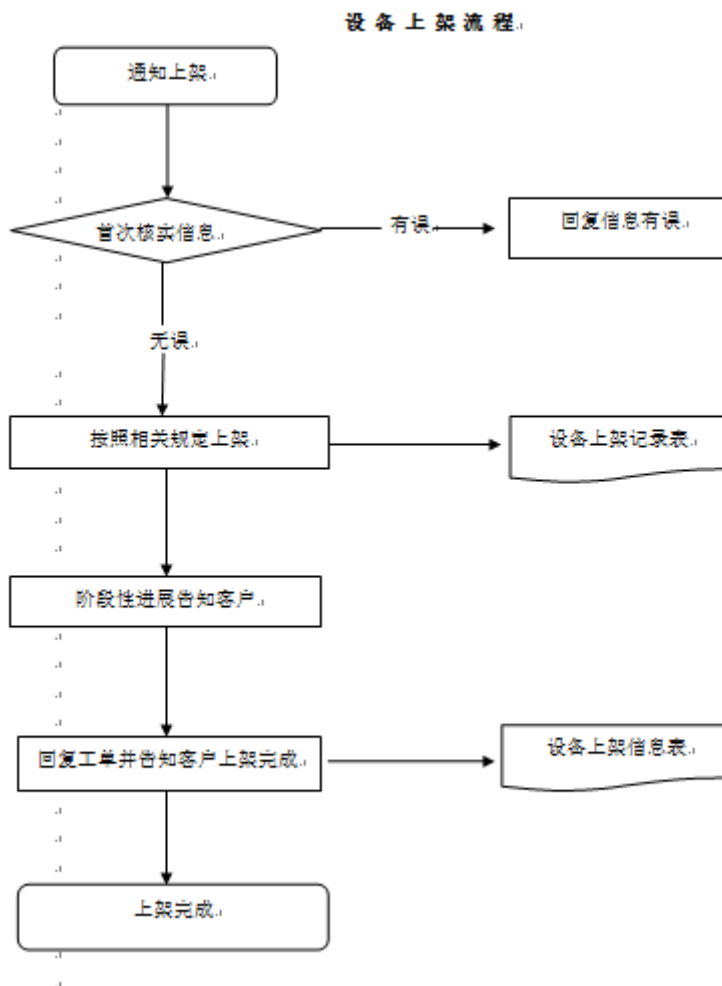 设备上架流程
通知上架
首次核实信息
有误
回复信息有误
无误
按照相关规定上架
设备上架记录表
阶段性进展告知客户
回复工单并告知客户上架完成
设备上架信息表
上架完成